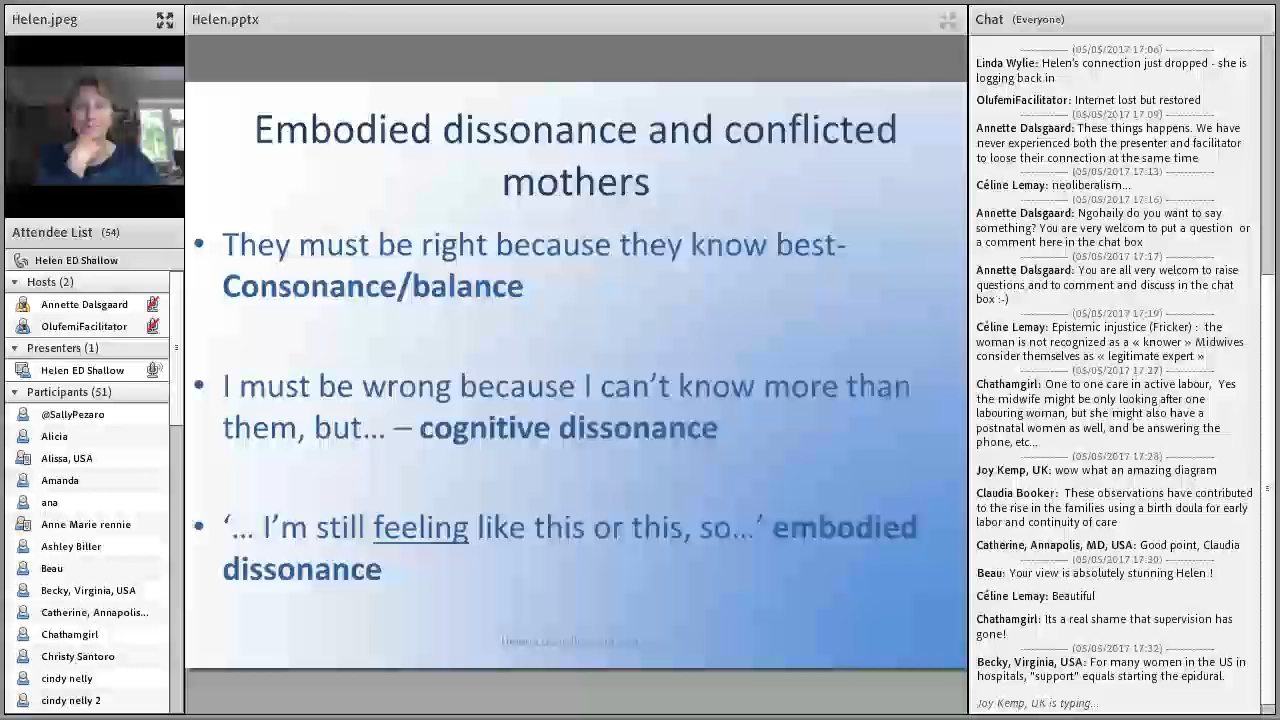 Helen.jpeg
Attendee List (54)
Helen ED Shallow
Hosts (2)
Annette Dalsgaard
OlufemiFacilitator
Presenters (1)
Helen ED Shallow
Participants (51)
@SallyPezaro
Alicia
Alissa, USA
Amanda
ana
Anne Marie rennie
Ashley Biller
Beau
Becky, Virginia, USA
Catherine, Annapolis...
Chathamgirl
Christy Santoro
cindy nelly
cindy nelly 2
Helen.pptx
Embodied dissonance and conflicted
mothers
• They must be right because they know best-
Consonance/balance
• I must be wrong because I can't know more than
them, but... – cognitive dissonance
• '... I'm still feeling like this or this, so...' embodied
dissonance
Chat (Everyone)
(05/05/2017 17:06)
Linda Wylie: Helen's connection just dropped - she is
logging back in
OlufemiFacilitator: Internet lost but restored
(05/05/2017 17:09)
Annette Dalsgaard: These things happens. We have
never experienced both the presenter and facilitator
to loose their connection at the same time
(05/05/2017 17:13)
Céline Lemay: neoliberalism...
(05/05/2017 17:16)
Annette Dalsgaard: Ngohaily do you want to say
something? You are very welcom to put a question or
a comment here in the chat box
(05/05/2017 17:17)
Annette Dalsgaard: You are all very welcom to raise
questions and to comment and discuss in the chat
box :-)
(05/05/2017 17:19)
Céline Lemay: Epistemic injustice (Fricker) : the
woman is not recognized as a « knower » Midwives
consider themselves as « legitimate expert »
(05/05/2017 17:27)
Chathamgirl: One to one care in active labour, Yes
the midwife might be only looking after one
labouring woman, but she might also have a
postnatal women as well, and be answering the
phone, etc...
(05/05/2017 17:28)
Joy Kemp, UK: wow what an amazing diagram
Claudia Booker: These observations have contributed
to the rise in the families using a birth doula for early
labor and continuity of care
Catherine, Annapolis, MD, USA: Good point, Claudia
(05/05/2017 17:30)
Beau: Your view is absolutely stunning Helen !
Céline Lemay: Beautiful
Chathamgirl: Its a real shame that supervision has
gone!
(05/05/2017 17:32)
Becky, Virginia, USA: For many women in the US in
hospitals, "support" equals starting the epidural.
Joy Kemp, UK is typing...